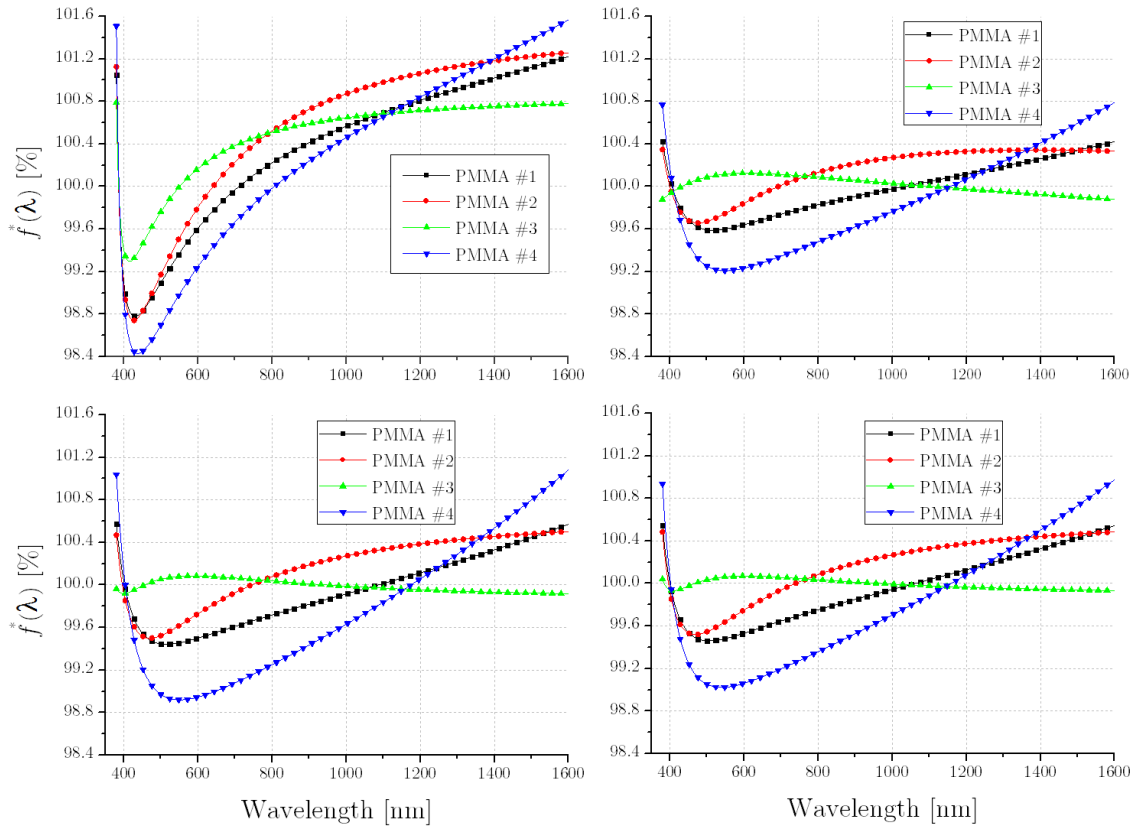 101.6
101.2
100.8
100.4
100.0
99.6
99.2
98.8
98.4
f*(λ) [%]
400 600 800 1000 1200 1400 1600
PMMA #1
PMMA #2
PMMA #3
PMMA #4
101.6
101.2
100.8
100.4
100.0
99.6
99.2
98.8
98.4
400 600 800 1000 1200 1400 1600
PMMA #1
PMMA #2
PMMA #3
PMMA #4
101.6
101.2
100.8
100.4
100.0
99.6
99.2
98.8
98.4
f*(λ) [%]
400 600 800 1000 1200 1400 1600
Wavelength [nm]
PMMA #1
PMMA #2
PMMA #3
PMMA #4
101.6
101.2
100.8
100.4
100.0
99.6
99.2
98.8
98.4
400 600 800 1000 1200 1400 1600
Wavelength [nm]
PMMA #1
PMMA #2
PMMA #3
PMMA #4